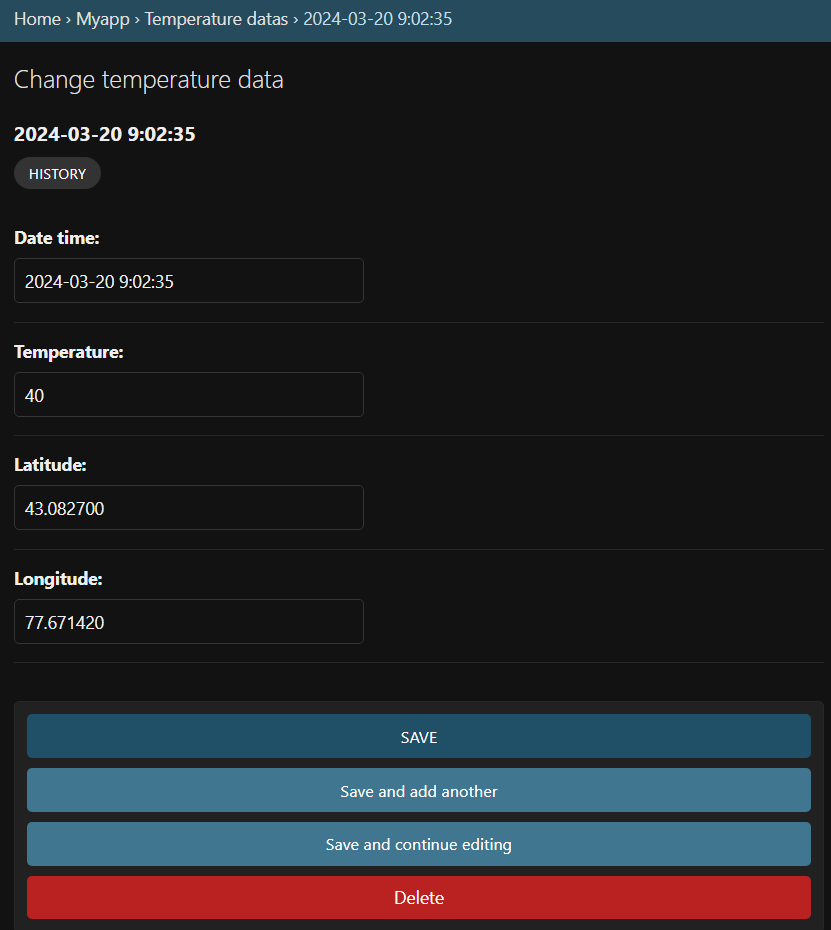 Home › Myapp › Temperature datas › 2024-03-20 9:02:35
Change temperature data
2024-03-20 9:02:35
HISTORY
Date time:
2024-03-20 9:02:35
Temperature:
40
Latitude:
43.082700
Longitude:
77.671420
SAVE
Save and add another
Save and continue editing
Delete